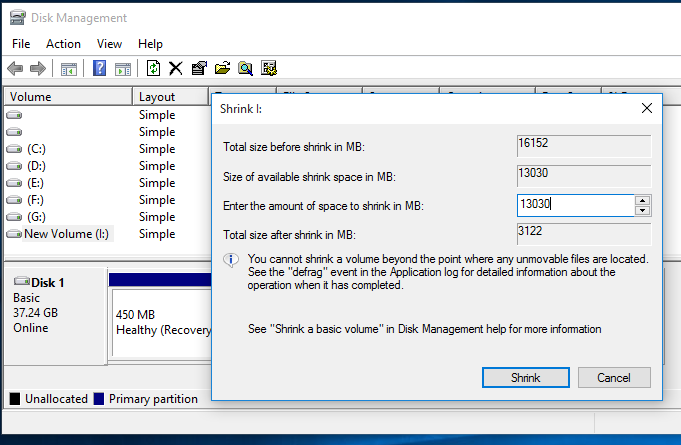 Disk Management
File Action View Help
Volume Layout
Simple
Simple
(C:) Simple
(D:) Simple
(E:) Simple
(F:) Simple
(G:) Simple
New Volume (I:) Simple
Shrink I:
Total size before shrink in MB: 16152
Size of available shrink space in MB: 13030
Enter the amount of space to shrink in MB: 13030
Total size after shrink in MB: 3122
You cannot shrink a volume beyond the point where any unmovable files are located.
See the "defrag" event in the Application log for detailed information about the
operation when it has completed.
See "Shrink a basic volume" in Disk Management help for more information
Shrink Cancel
Disk 1
Basic
37.24 GB
Online
450 MB
Healthy (Recovery
Unallocated Primary partition